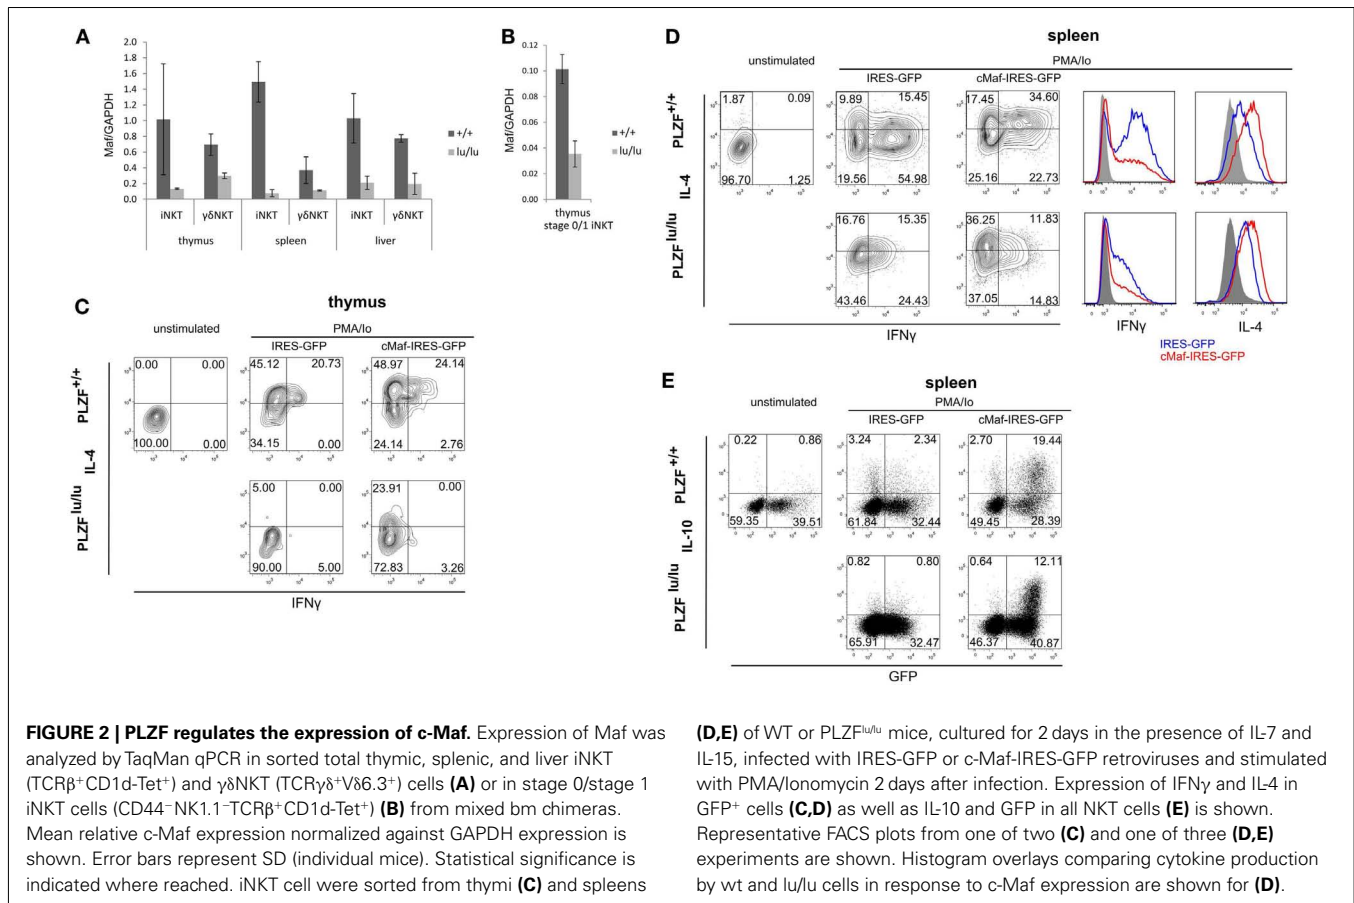 A
2.0
1.8
1.6
1.4
1.2
1.0
0.8
0.6
0.4
0.2
0.0
Maf/GAPDH
+/+
lu/lu
iNKT γδNKT iNKT γδNKT iNKT γδNKT
thymus spleen liver
B
0.12
0.10
0.08
0.06
0.04
0.02
0.00
Maf/GAPDH
+/+
lu/lu
thymus
stage 0/1 iNKT
C
thymus
unstimulated
PMA/Io
IRES-GFP cMaf-IRES-GFP
PLZF+/+
0.00 0.00
100.00 0.00
45.12 20.73
34.15 0.00
48.97 24.14
24.14 2.76
IL-4
PLZF lu/lu
5.00 0.00
90.00 5.00
23.91 0.00
72.83 3.26
IFNγ
D
spleen
unstimulated
PMA/Io
IRES-GFP cMaf-IRES-GFP
PLZF+/+
1.87 0.09
96.70 1.25
9.89 15.45
19.56 54.98
17.45 34.60
25.16 22.73
IL-4
PLZF lu/lu
16.76 15.35
43.46 24.43
36.25 11.83
37.05 14.83
IFNγ
IFNγ IL-4
IRES-GFP
cMaf-IRES-GFP
E
spleen
unstimulated
PMA/Io
IRES-GFP cMaf-IRES-GFP
PLZF+/+
0.22 0.86
59.35 39.51
3.24 2.34
61.84 32.44
2.70 19.44
49.45 28.39
IL-10
PLZF lu/lu
0.82 0.80
65.91 32.47
0.64 12.11
46.37 40.87
GFP
FIGURE 2 | PLZF regulates the expression of c-Maf. Expression of Maf was
analyzed by TaqMan qPCR in sorted total thymic, splenic, and liver iNKT
(TCRβ+CD1d-Tet+) and γδNKT (TCRγδ+Vδ6.3+) cells (A) or in stage 0/stage 1
iNKT cells (CD44−NK1.1−TCRβ+CD1d-Tet+) (B) from mixed bm chimeras.
Mean relative c-Maf expression normalized against GAPDH expression is
shown. Error bars represent SD (individual mice). Statistical significance is
indicated where reached. iNKT cell were sorted from thymi (C) and spleens
(D,E) of WT or PLZFlu/lu mice, cultured for 2 days in the presence of IL-7 and
IL-15, infected with IRES-GFP or c-Maf-IRES-GFP retroviruses and stimulated
with PMA/Ionomycin 2 days after infection. Expression of IFNγ and IL-4 in
GFP+ cells (C,D) as well as IL-10 and GFP in all NKT cells (E) is shown.
Representative FACS plots from one of two (C) and one of three (D,E)
experiments are shown. Histogram overlays comparing cytokine production
by wt and lu/lu cells in response to c-Maf expression are shown for (D).